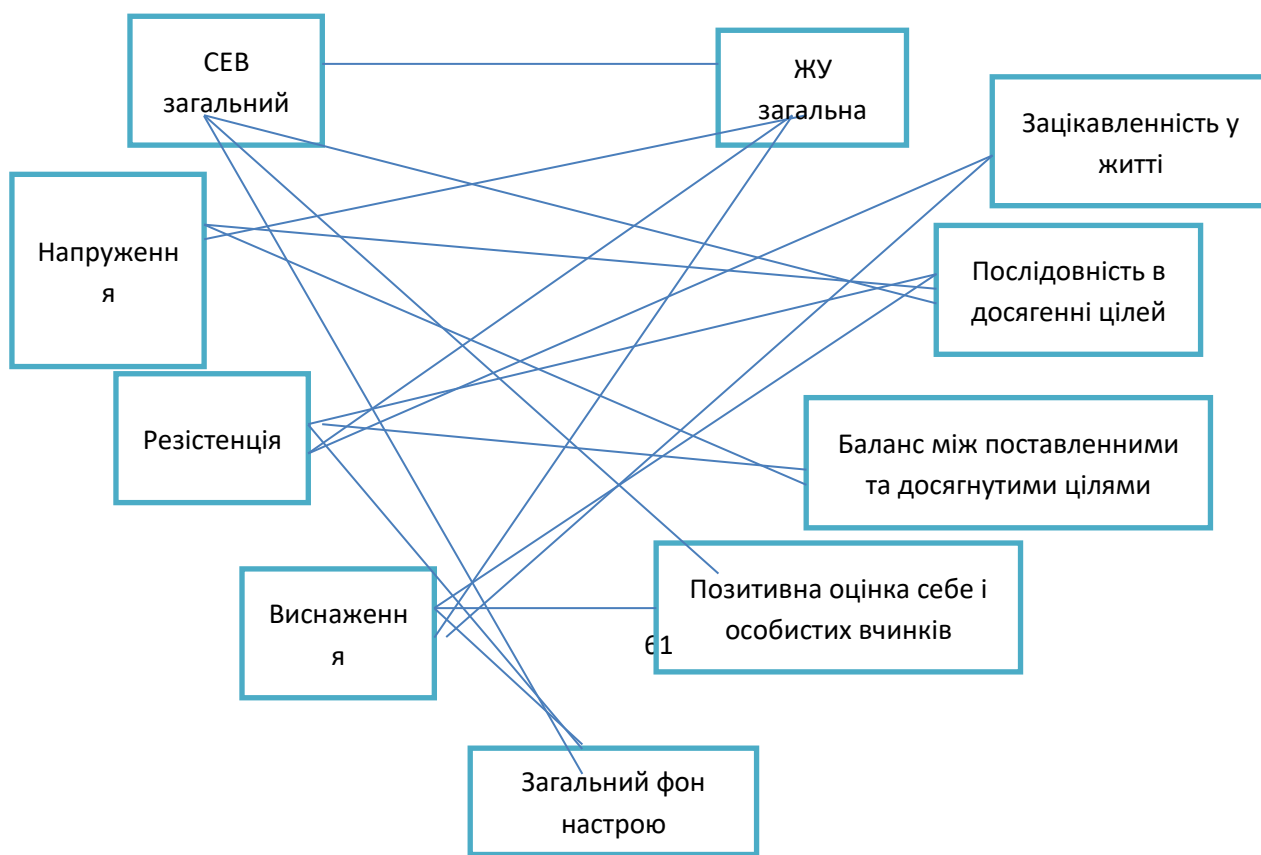 СЕВ
загальний
ЖУ
загальна
Зацікавленність у
житті
Напруженн
я
Послідовність в
досягенні цілей
Резістенція
Баланс між поставленними
та досягнутими цілями
Виснаженн
я
Позитивна оцінка себе і
особистих вчинків
61
Загальний фон
настрою